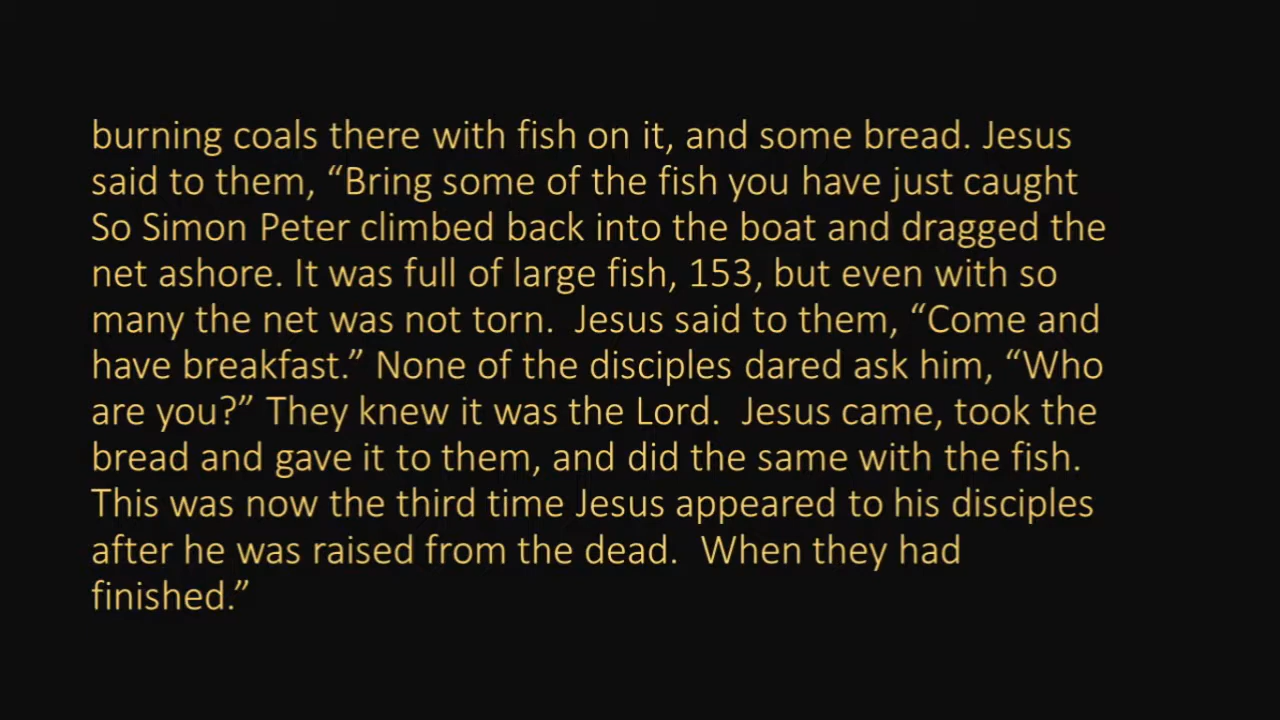 burning coals there with fish on it, and some bread. Jesus
said to them, “Bring some of the fish you have just caught
So Simon Peter climbed back into the boat and dragged the
net ashore. It was full of large fish, 153, but even with so
many the net was not torn.  Jesus said to them, “Come and
have breakfast.” None of the disciples dared ask him, “Who
are you?” They knew it was the Lord.  Jesus came, took the
bread and gave it to them, and did the same with the fish.
This was now the third time Jesus appeared to his disciples
after he was raised from the dead.  When they had
finished.”